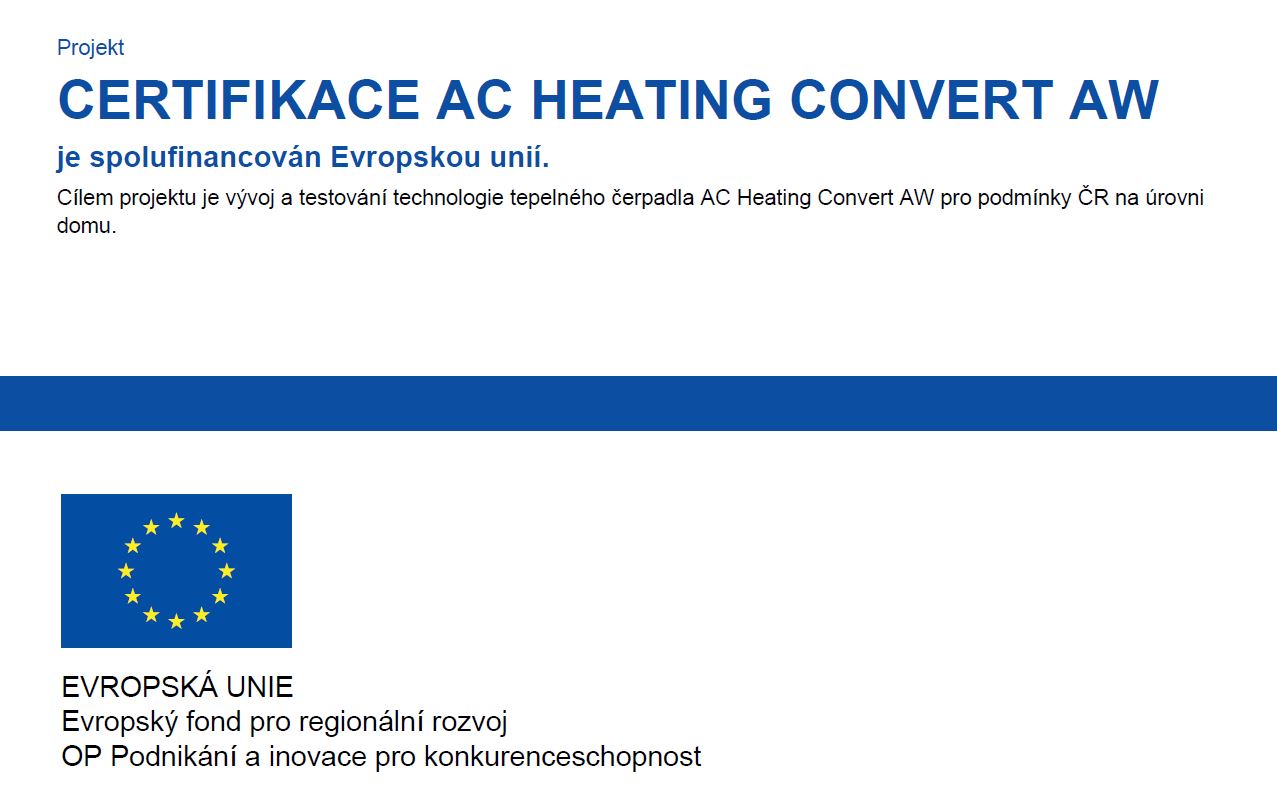 Projekt
CERTIFIKACE AC HEATING CONVERT AW
je spolufinancován Evropskou unií.
Cílem projektu je vývoj a testování technologie tepelného čerpadla AC Heating Convert AW pro podmínky ČR na úrovni
domu.
EVROPSKÁ UNIE
Evropský fond pro regionální rozvoj
OP Podnikání a inovace pro konkurenceschopnost